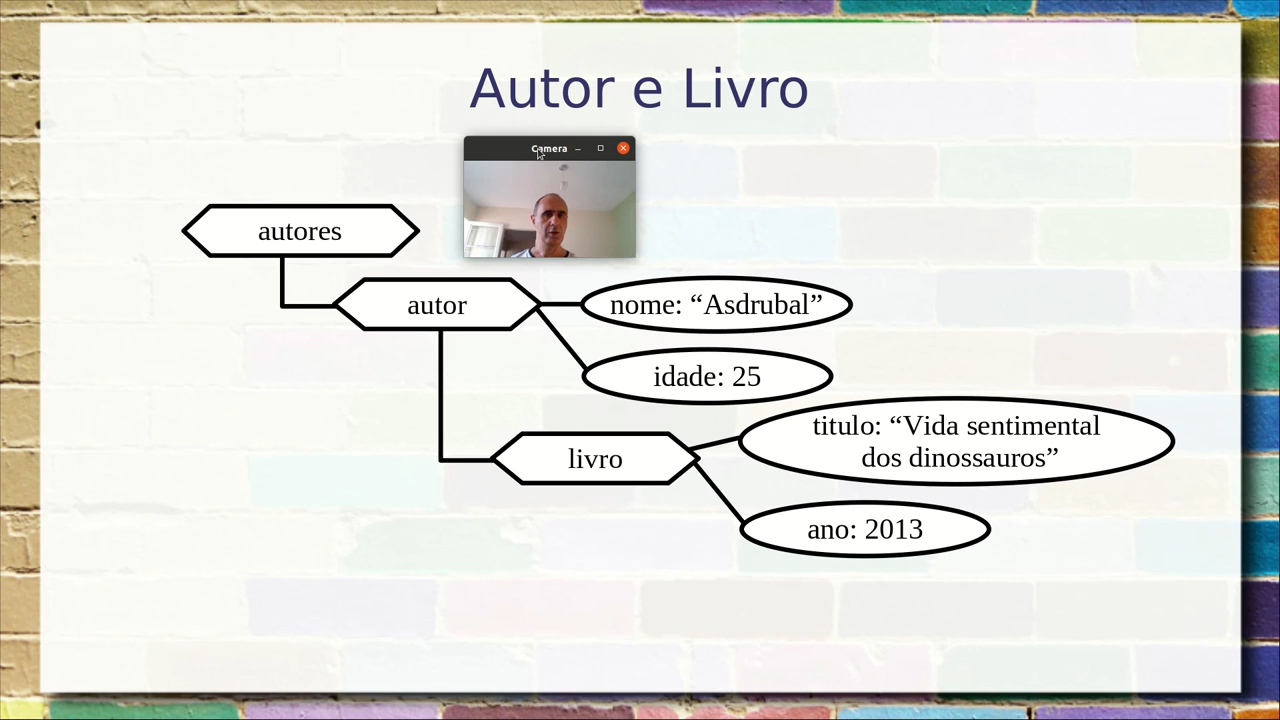 Autor e Livro
Camera
autores
autor
nome: “Asdrubal”
idade: 25
titulo: “Vida sentimental
dos dinossauros”
livro
ano: 2013